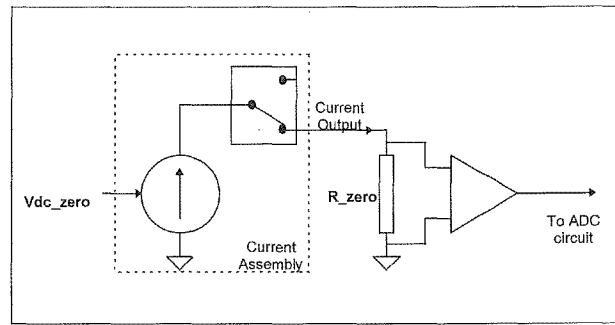 Current
Output
Vdc_zero
R_zero
Current
Assembly
To ADC
circuit